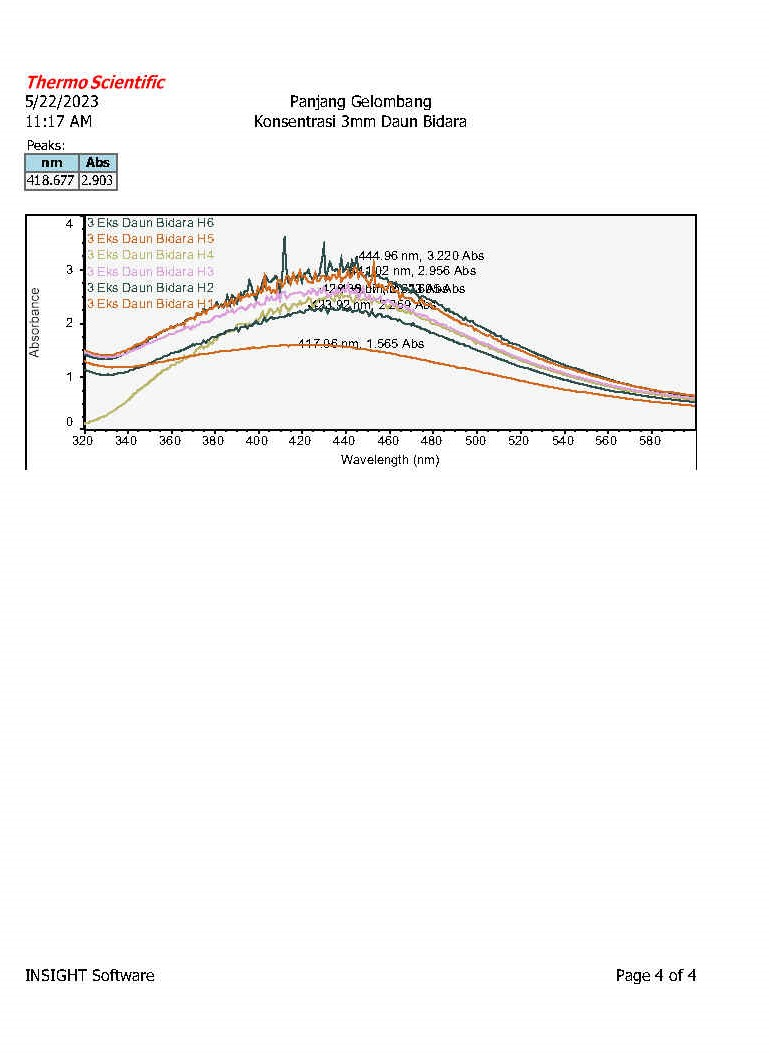 Thermo Scientific
5/22/2023
Panjang Gelombang
11:17 AM
Konsentrasi 3mm Daun Bidara
Peaks:
nm Abs
418.677 2.903
4
3 Eks Daun Bidara H6
3 Eks Daun Bidara H5
3 Eks Daun Bidara H4
444.96 nm, 3.220 Abs
3
3 Eks Daun Bidara H3
nm, 2.956 Abs
3 Eks Daun Bidara H2
Abs
3 Eks Daun Bidara H1
Absorbance
2
417.96 nm, 1.565 Abs
1
0
320 340 360 380 400 420 440 460 480 500 520 540 560 580
Wavelength (nm)
INSIGHT Software
Page 4 of 4